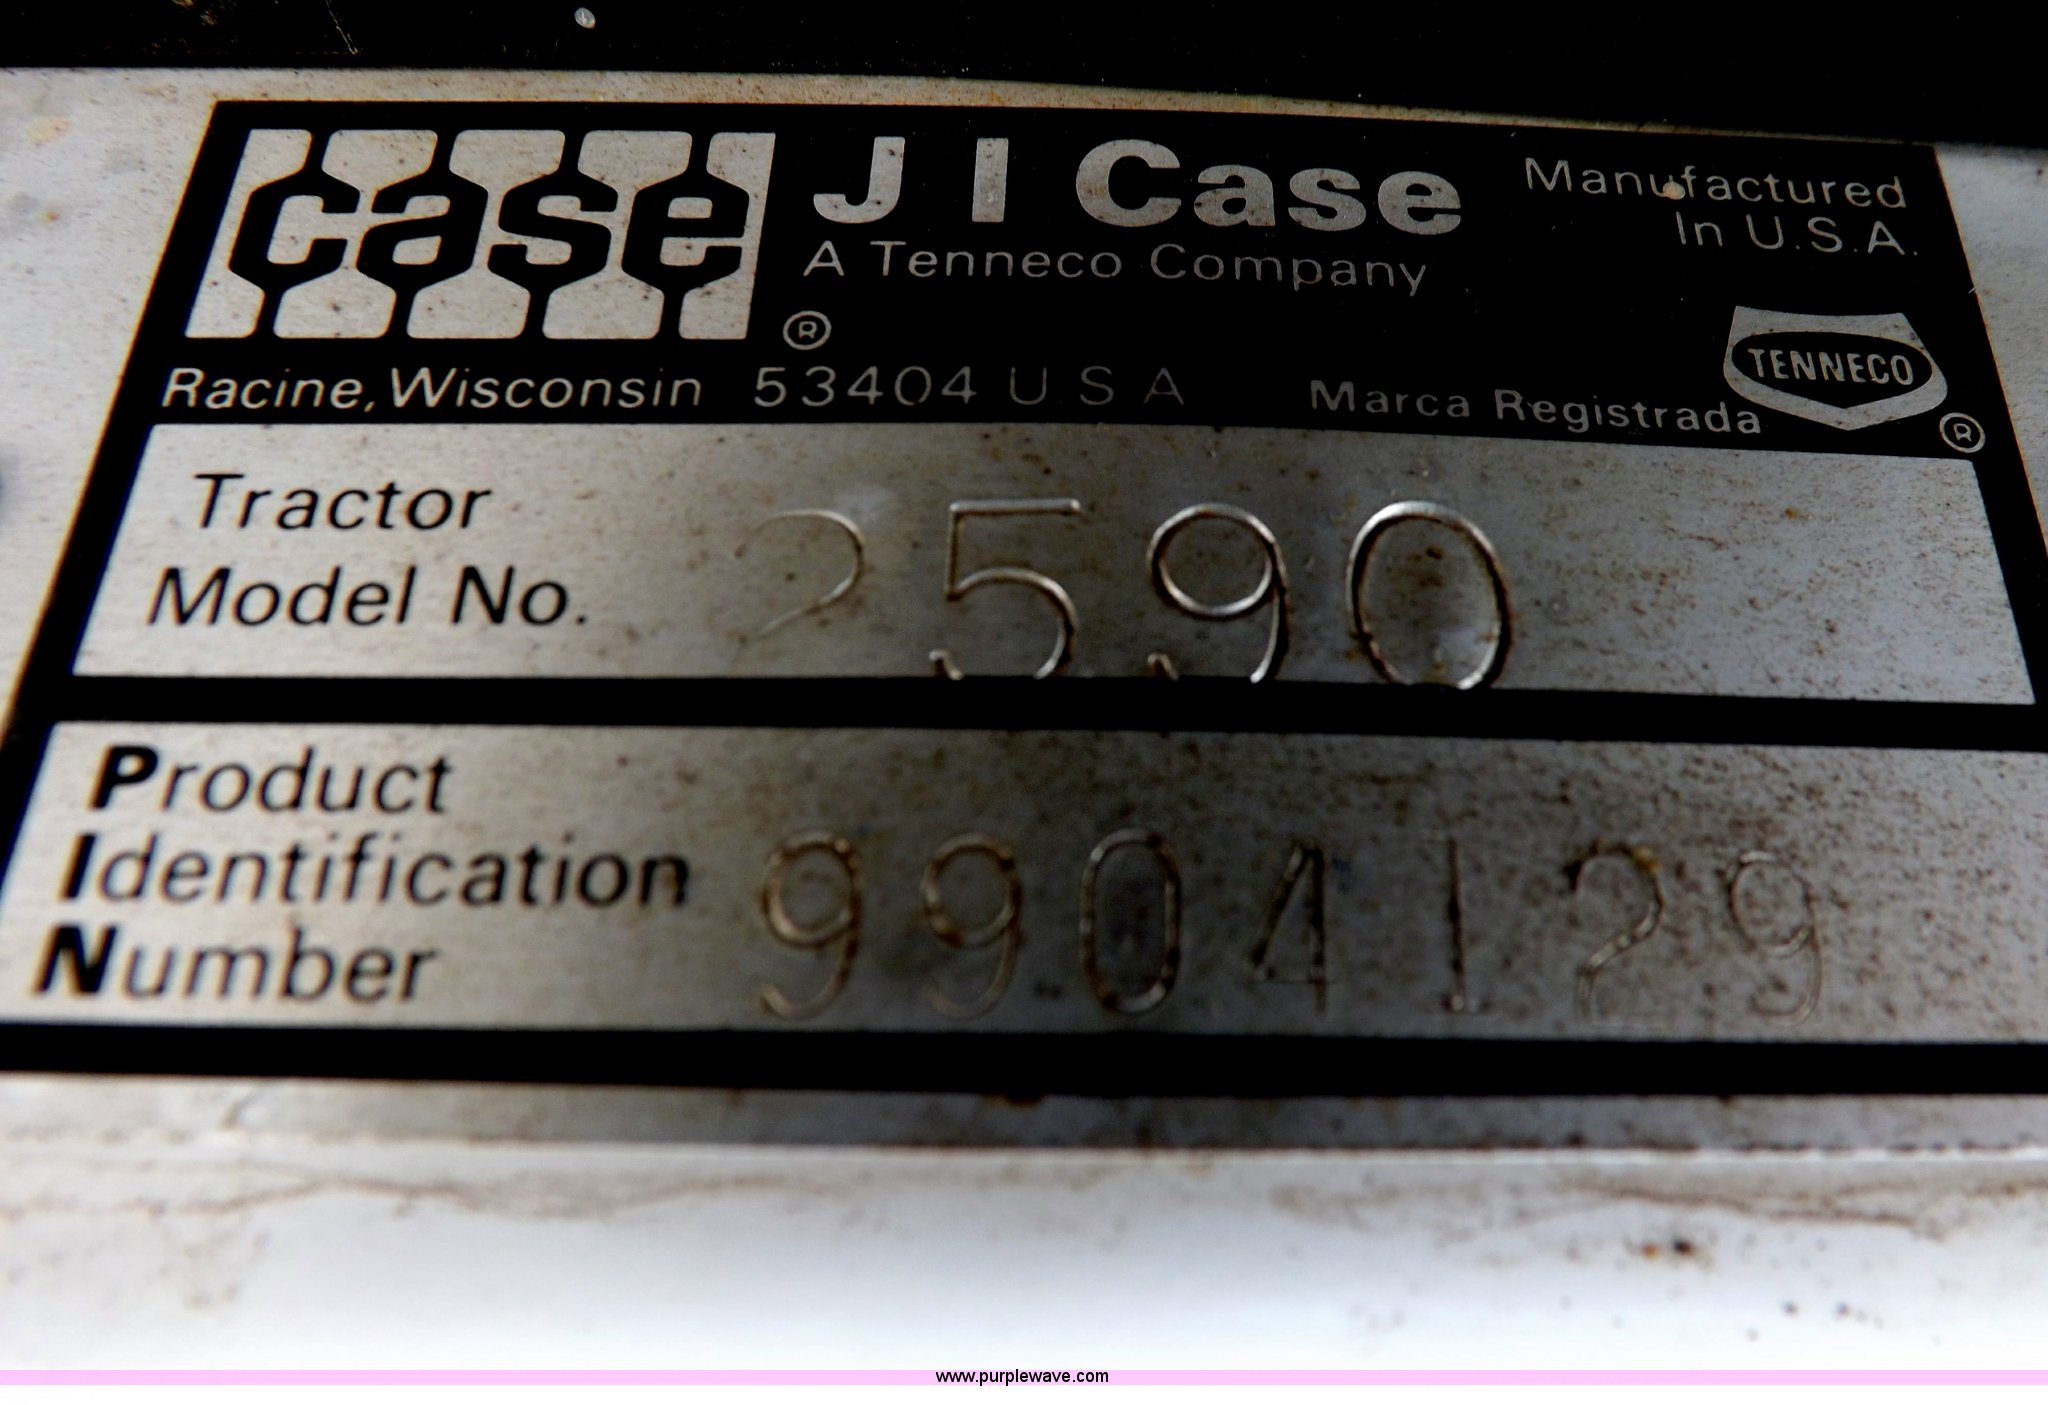 case ®
J I Case
A Tenneco Company
Manufactured
In U.S.A.
TENNECO ®
Racine, Wisconsin 53404 U S A
Marca Registrada
Tractor
Model No. 2590
Product
Identification
Number 9904129
www.purplewave.com